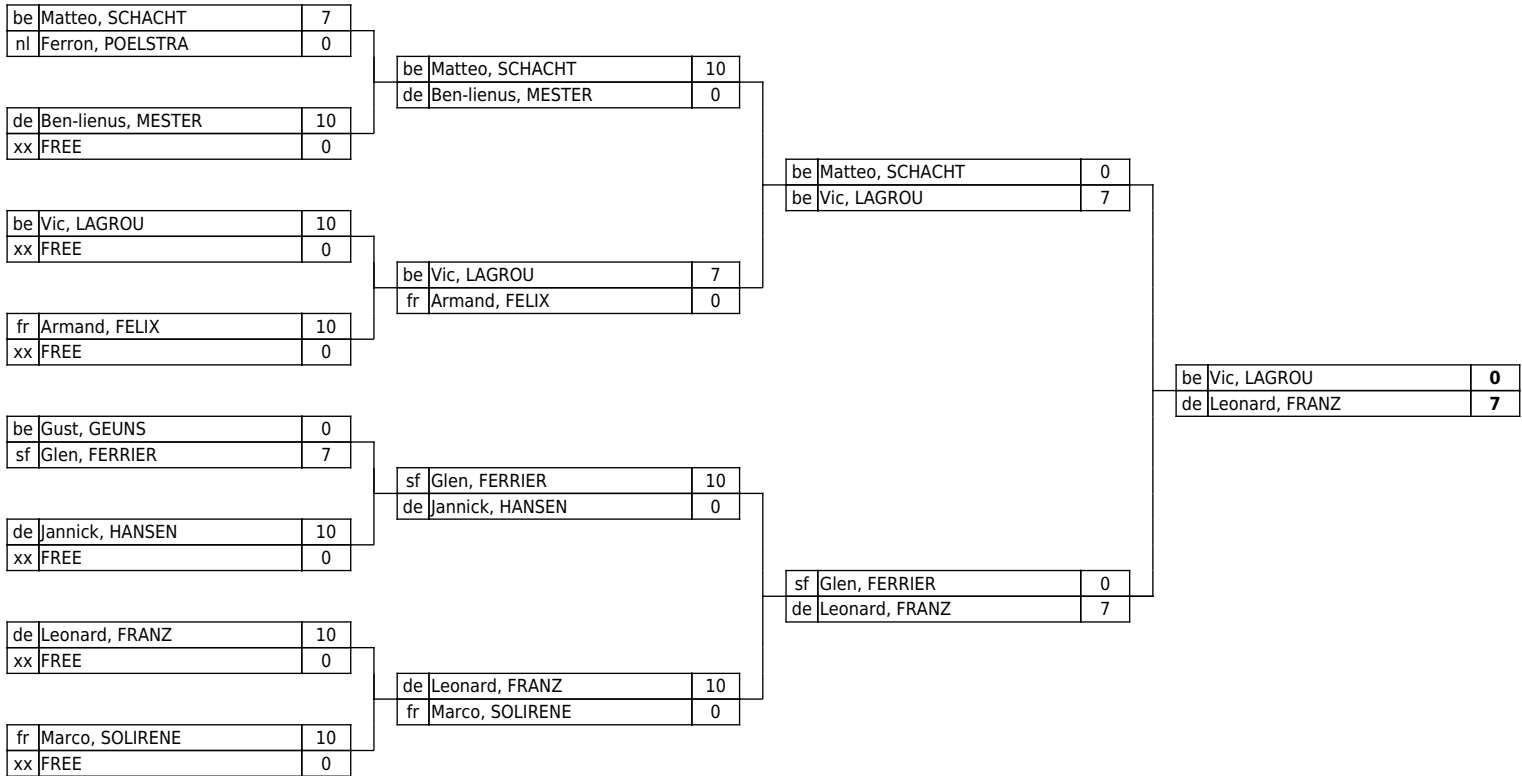 be Matteo, SCHACHT 7
nl Ferron, POELSTRA 0
de Ben-lienus, MESTER 10
xx FREE 0
be Vic, LAGROU 10
xx FREE 0
fr Armand, FELIX 10
xx FREE 0
be Gust, GEUNS 0
sf Glen, FERRIER 7
de Jannick, HANSEN 10
xx FREE 0
de Leonard, FRANZ 10
xx FREE 0
fr Marco, SOLIRENE 10
xx FREE 0
be Matteo, SCHACHT 10
de Ben-lienus, MESTER 0
be Vic, LAGROU 7
fr Armand, FELIX 0
sf Glen, FERRIER 10
de Jannick, HANSEN 0
de Leonard, FRANZ 10
fr Marco, SOLIRENE 0
be Matteo, SCHACHT 0
be Vic, LAGROU 7
sf Glen, FERRIER 0
de Leonard, FRANZ 7
be Vic, LAGROU 0
de Leonard, FRANZ 7